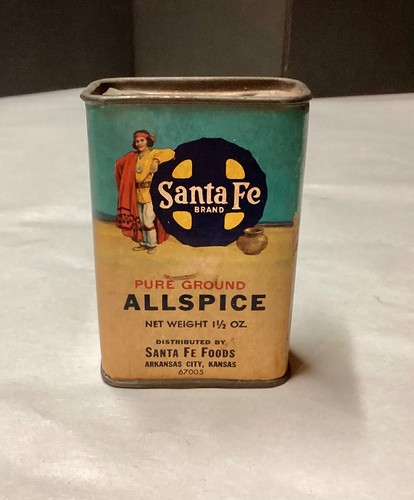 Santa Fe
BRAND
PURE GROUND
ALLSPICE
NET WEIGHT 1½ OZ.
DISTRIBUTED BY
SANTA FE FOODS
ARKANSAS CITY, KANSAS
67005